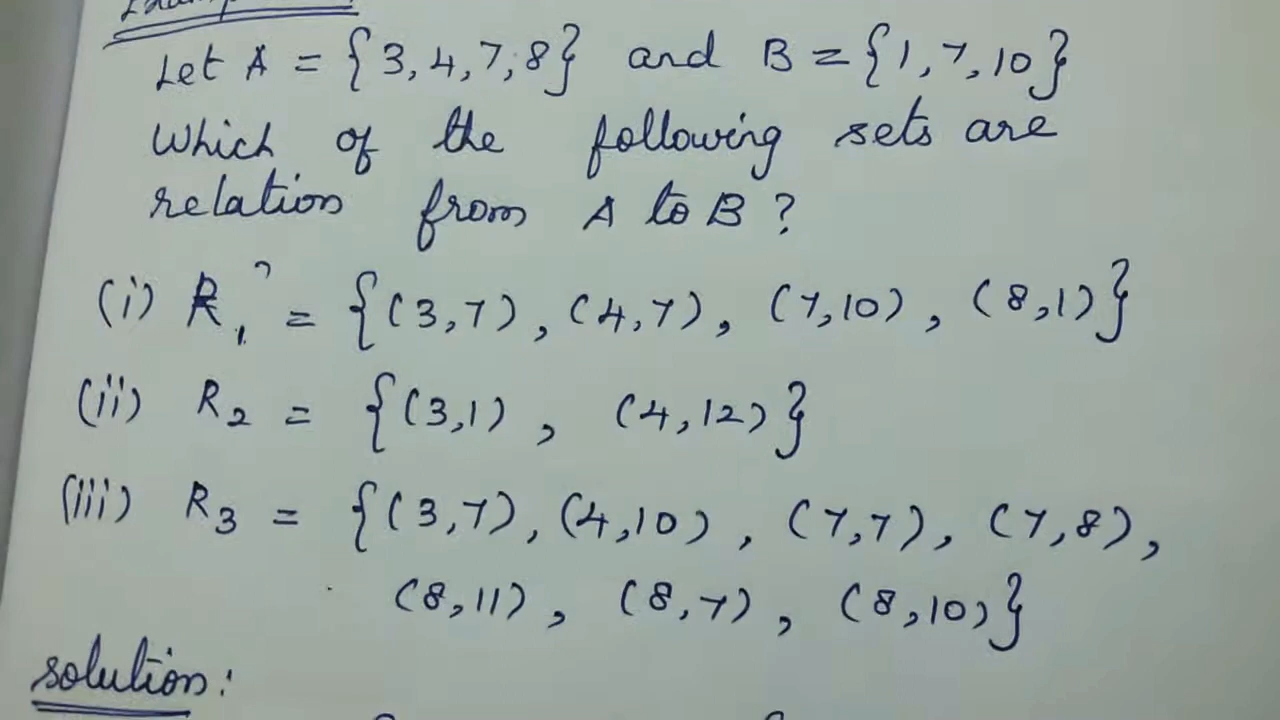 Let A = {3, 4, 7, 8} and B = {1, 7, 10}
Which of the following sets are
relation from A to B ?
(i) R₁ = {(3,7), (4,7), (7,10), (8,1)}
(ii) R₂ = {(3,1), (4,12)}
(iii) R₃ = {(3,7), (4,10), (7,7), (7,8),
(8,11), (8,7), (8,10)}
solution: